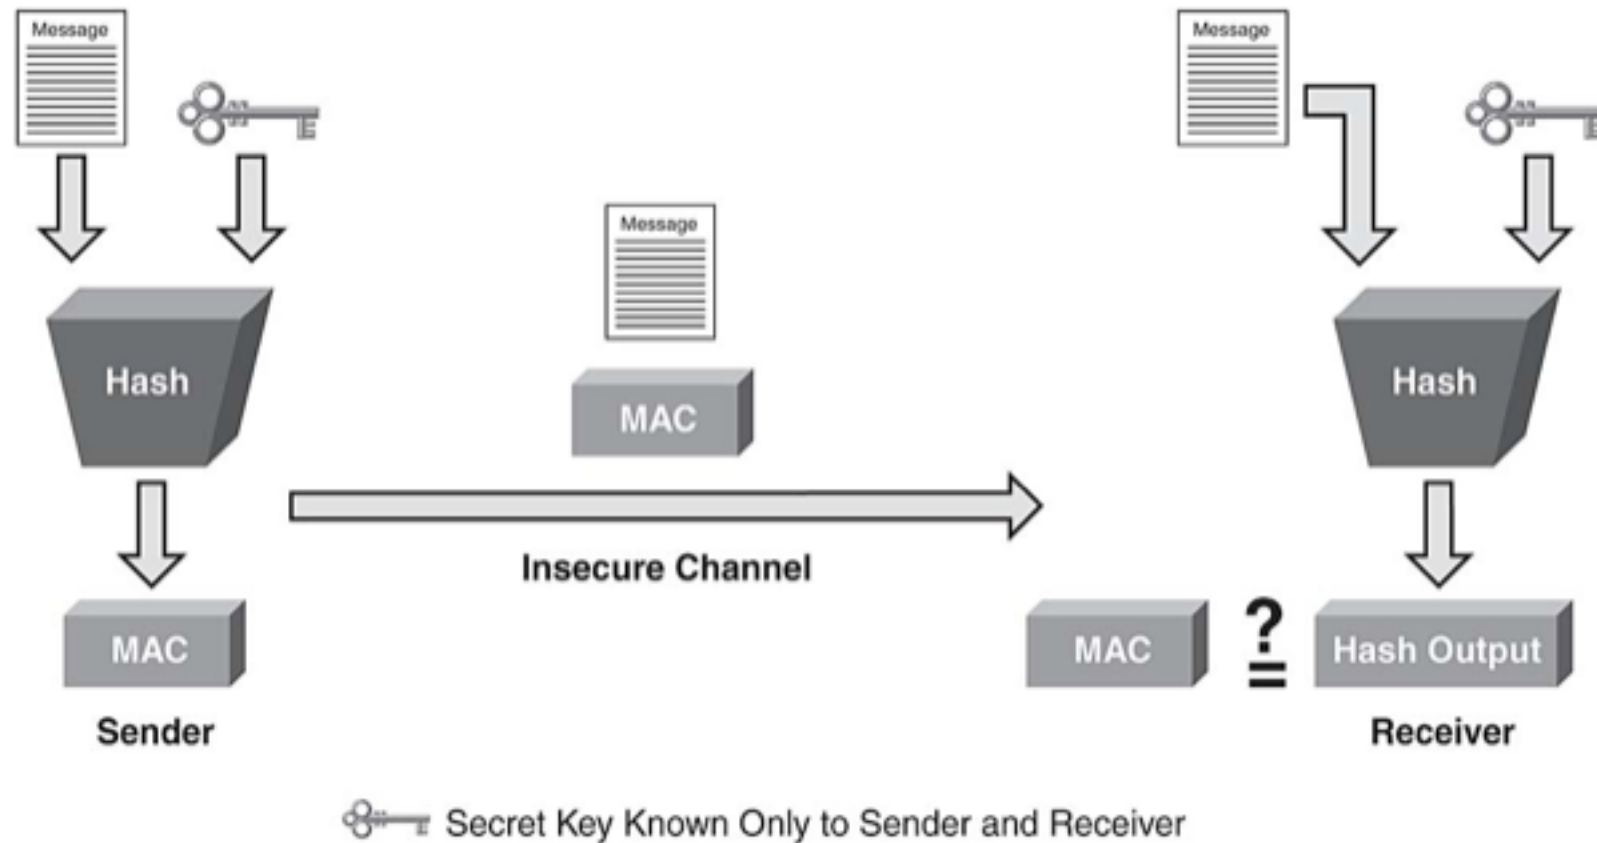 Message
Message
Message
Hash
MAC
Hash
Insecure Channel
MAC
MAC
?
=
Hash Output
Sender
Receiver
Secret Key Known Only to Sender and Receiver